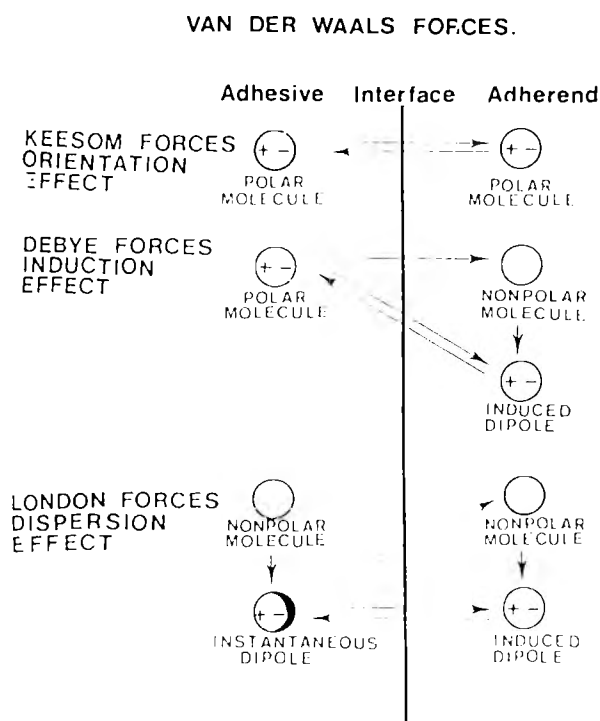 VAN DER WAALS FORCES.
Adhesive Interface Adherend
KEESOM FORCES
ORIENTATION
EFFECT
+ -
+ -
POLAR
MOLECULE
POLAR
MOLECULE
DEBYE FORCES
INDUCTION
EFFECT
+ -
POLAR
MOLECULE
NONPOLAR
MOLECULE
+ -
INDUCED
DIPOLE
LONDON FORCES
DISPERSION
EFFECT
NONPOLAR
MOLECULE
NONPOLAR
MOLECULE
+ -
+ -
INSTANTANEOUS
DIPOLE
INDUCED
DIPOLE